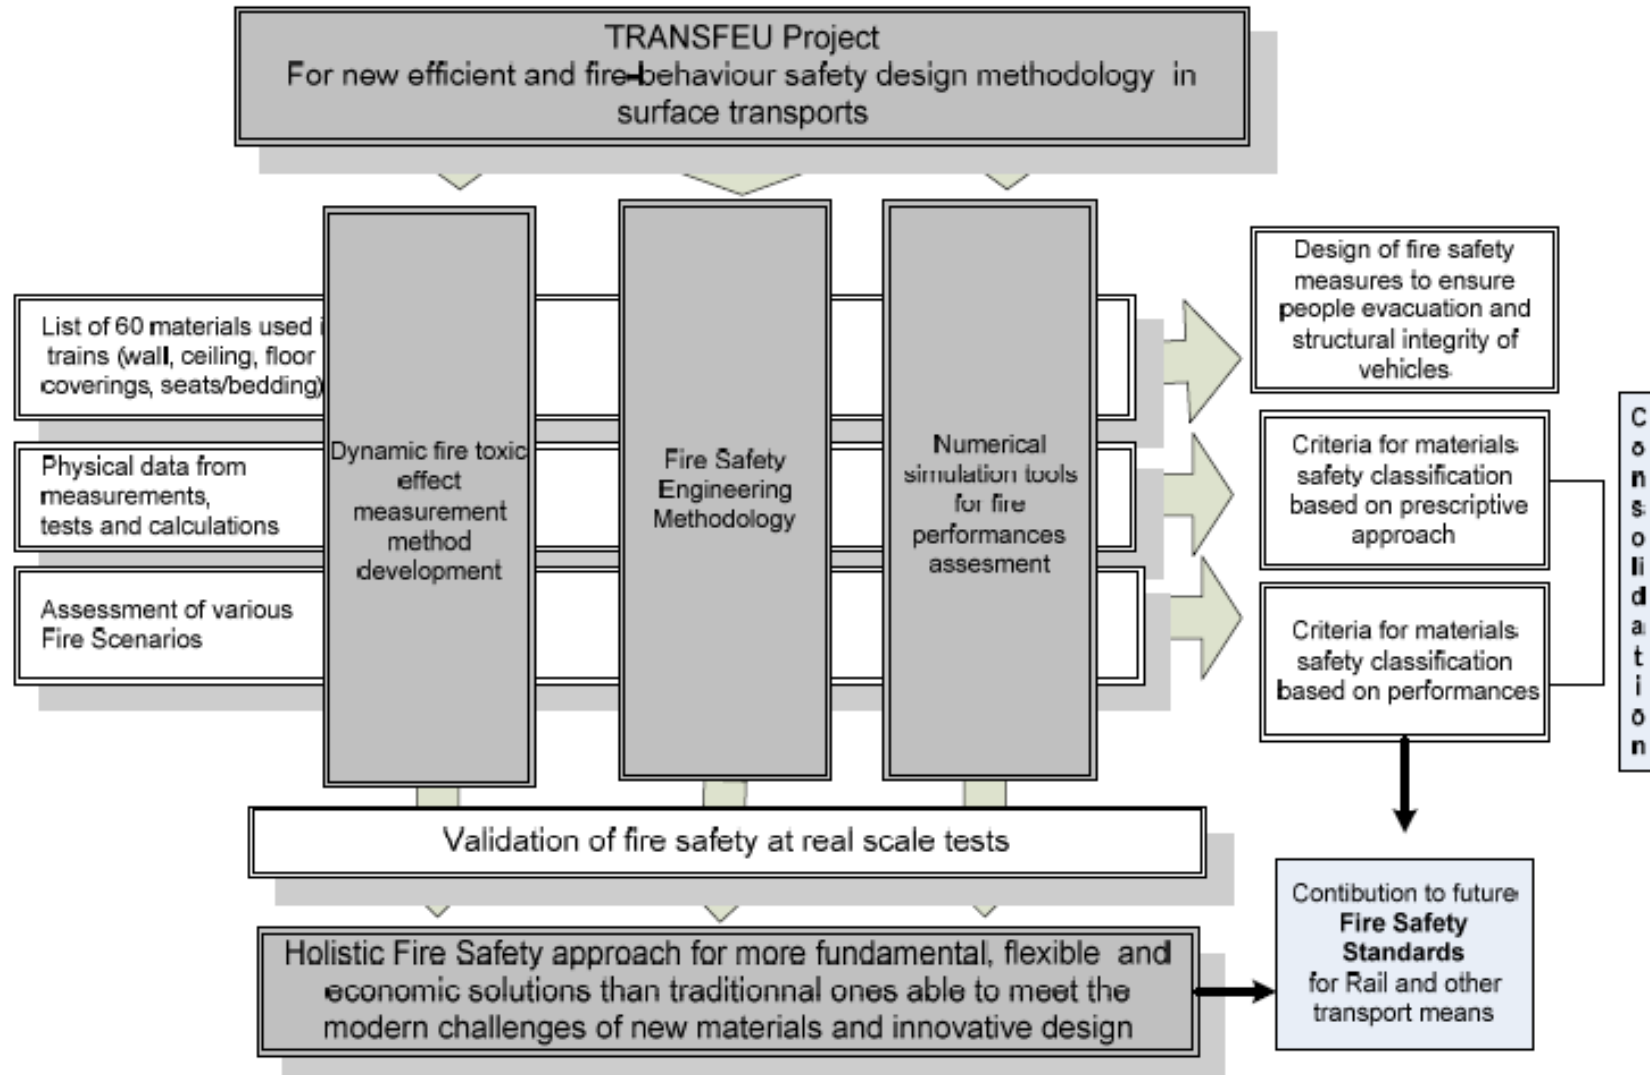 TRANSFEU Project
For new efficient and fire-behaviour safety design methodology in
surface transports
List of 60 materials used i
trains (wall, ceiling, floor
coverings, seats/bedding)
Physical data from
measurements,
tests and calculations
Assessment of various
Fire Scenarios
Dynamic fire toxic
effect
measurement
method
development
Fire Safety
Engineering
Methodology
Numerical
simulation tools
for fire
performances
assesment
Design of fire safety
measures to ensure
people evacuation and
structural integrity of
vehicles
Criteria for materials
safety classification
based on prescriptive
approach
Criteria for materials
safety classification
based on performances
Consolidation
Validation of fire safety at real scale tests
Holistic Fire Safety approach for more fundamental, flexible and
economic solutions than traditionnal ones able to meet the
modern challenges of new materials and innovative design
Contibution to future
Fire Safety
Standards
for Rail and other
transport means